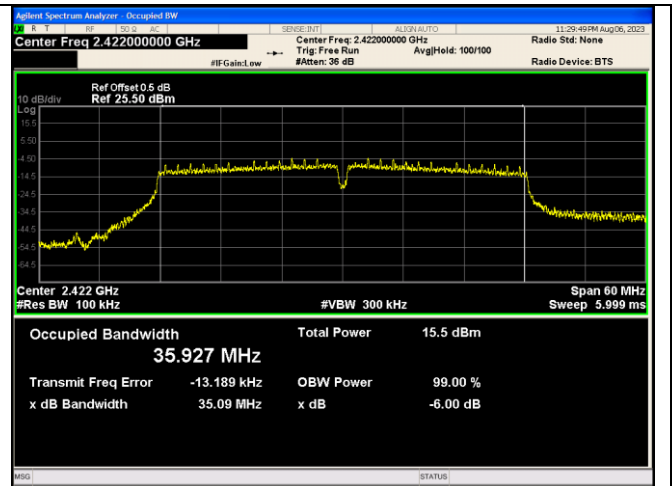 Agilent Spectrum Analyzer - Occupied BW
R T RF 50 Ω AC SENSE:INT ALIGN AUTO 11:29:49PM Aug 06, 2023
Center Freq 2.422000000 GHz Center Freq: 2.422000000 GHz Radio Std: None
Trig: Free Run Avg|Hold: 100/100
#IFGain:Low #Atten: 36 dB Radio Device: BTS
Ref Offset 0.5 dB
10 dB/div Ref 25.50 dBm
Log
15.5
5.50
-4.50
-14.5
-24.5
-34.5
-44.5
-54.5
-64.5
Center 2.422 GHz Span 60 MHz
#Res BW 100 kHz #VBW 300 kHz Sweep 5.999 ms
Occupied Bandwidth Total Power 15.5 dBm
35.927 MHz
Transmit Freq Error -13.189 kHz OBW Power 99.00 %
x dB Bandwidth 35.09 MHz x dB -6.00 dB
MSG STATUS